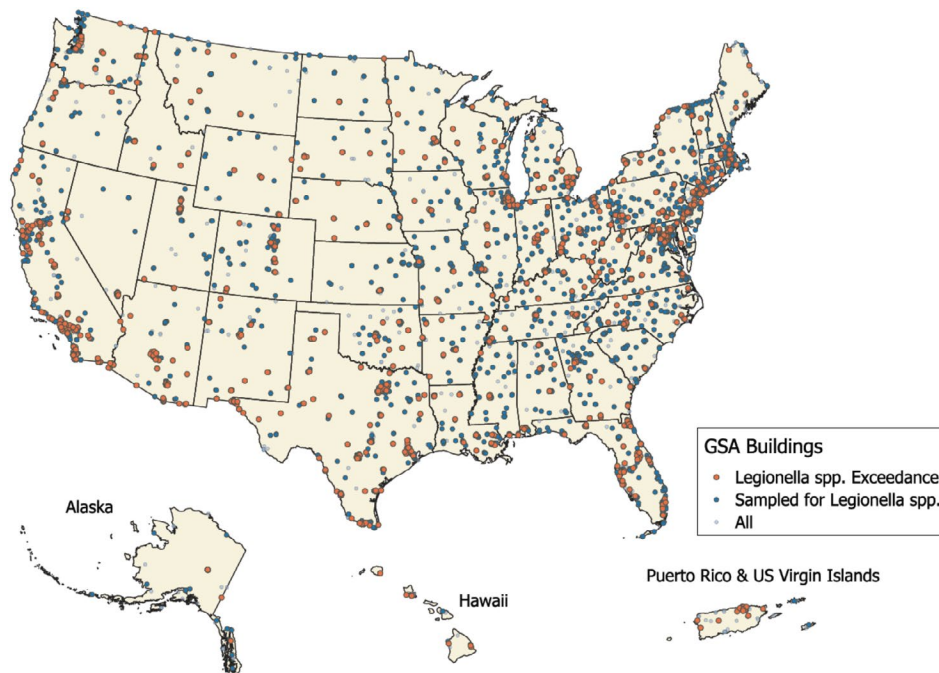 GSA Buildings
Legionella spp. Exceedance
Sampled for Legionella spp.
All
Alaska
Hawaii
Puerto Rico & US Virgin Islands